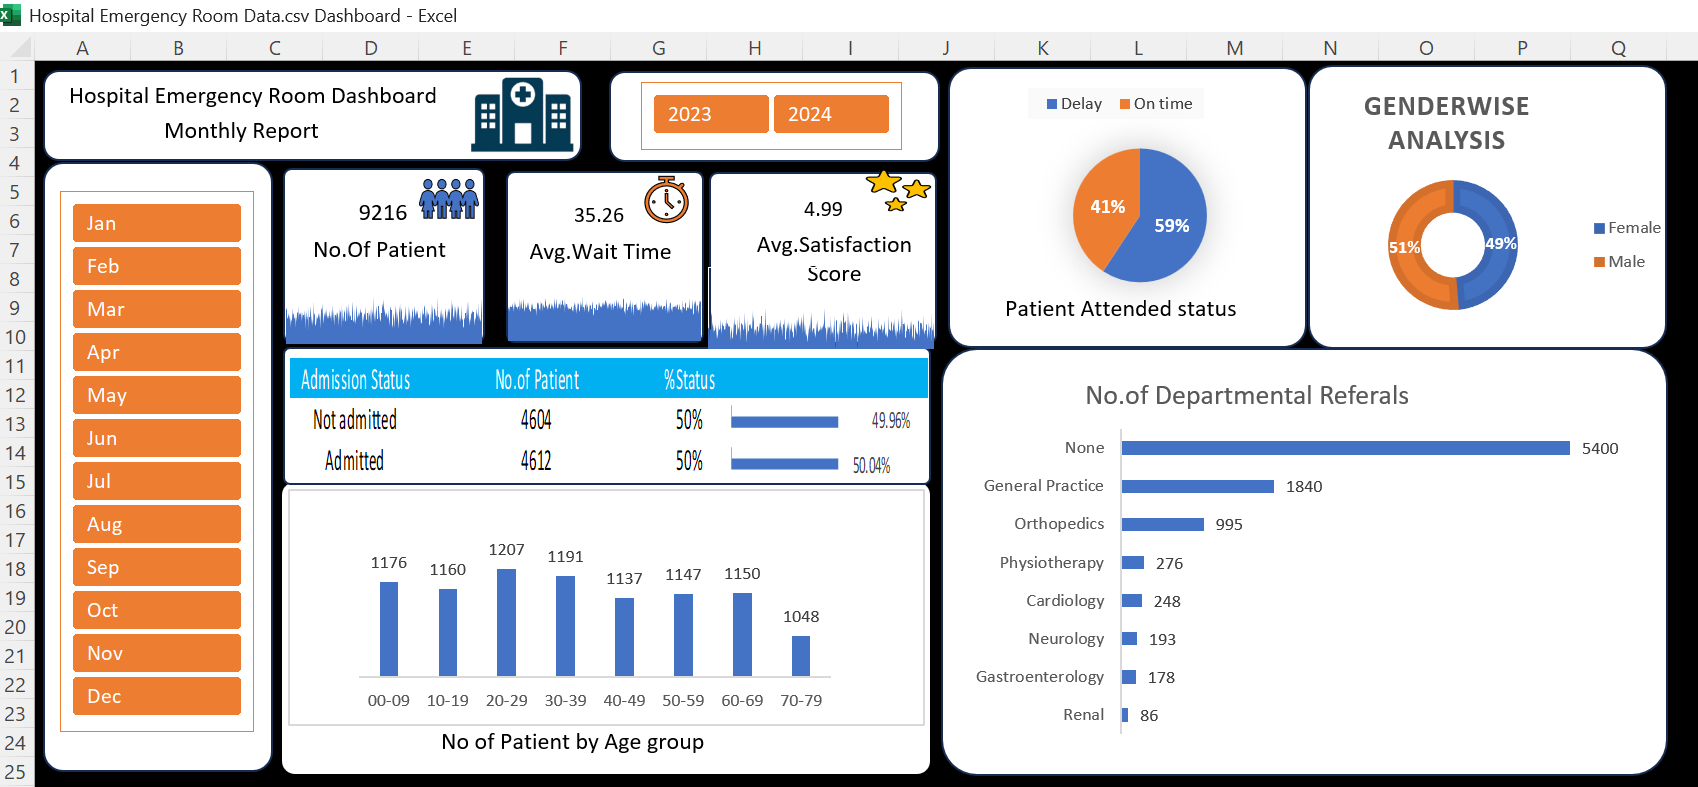 Hospital Emergency Room Data.csv Dashboard - Excel
A B C D E F G H I J K L M N O P Q
1
2
3
4
5
6
7
8
9
10
11
12
13
14
15
16
17
18
19
20
21
22
23
24
25
Hospital Emergency Room Dashboard
Monthly Report
2023 2024
Jan
Feb
Mar
Apr
May
Jun
Jul
Aug
Sep
Oct
Nov
Dec
9216
No.Of Patient
35.26
Avg.Wait Time
4.99
Avg.Satisfaction
Score
Delay On time
41%
59%
Patient Attended status
GENDERWISE
ANALYSIS
51% 49%
Female
Male
Admission Status No.of Patient %Status
Not admitted 4604 50% 49.96%
Admitted 4612 50% 50.04%
1176 1160 1207 1191 1137 1147 1150 1048
00-09 10-19 20-29 30-39 40-49 50-59 60-69 70-79
No of Patient by Age group
No.of Departmental Referals
None 5400
General Practice 1840
Orthopedics 995
Physiotherapy 276
Cardiology 248
Neurology 193
Gastroenterology 178
Renal 86